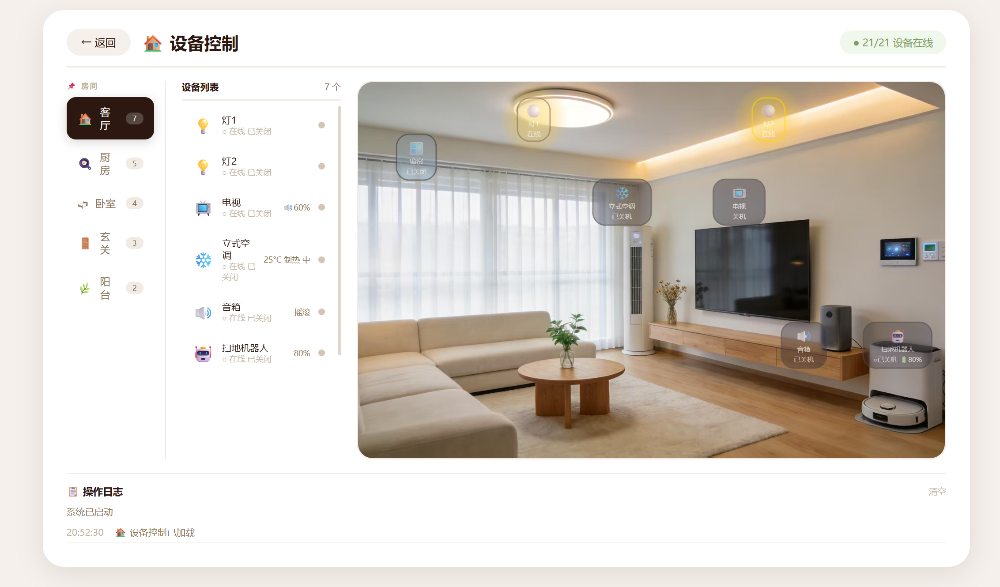 ← 返回
设备控制
● 21/21 设备在线
房间
客厅
7
厨房
5
卧室
4
玄关
3
阳台
2
设备列表
7 个
灯1
○ 在线 已关闭
灯2
○ 在线 已关闭
电视
○ 在线 已关闭
60%
立式空
调
○ 在线 已
关闭
25°C 制热 中
音箱
○ 在线 已关闭
摇滚
扫地机器人
○ 在线 已关闭
80%
灯1
在线
灯2
在线
窗帘
已关闭
立式空调
已关机
电视
关机
音箱
已关机
扫地机器人
○已关机 80%
操作日志
清空
系统已启动
20:52:30 设备控制已加载